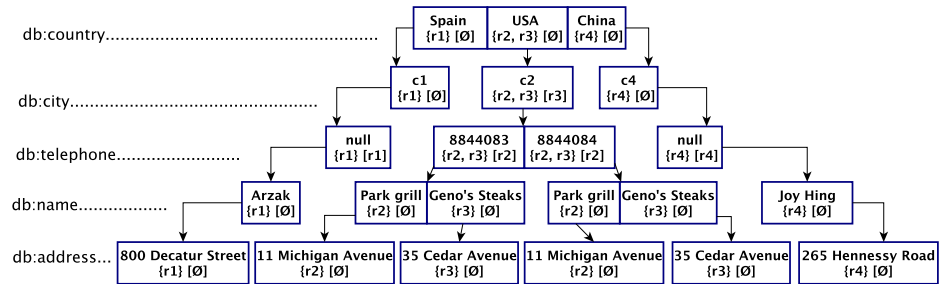 db:country................................................
Spain USA China
{r1} [Ø] {r2, r3} [Ø] {r4} [Ø]
db:city...........................................
c1 c2 c4
{r1} [Ø] {r2, r3} [r3] {r4} [Ø]
db:telephone.....................
null 8844083 8844084 null
{r1} [r1] {r2, r3} [r2] {r2, r3} [r2] {r4} [r4]
db:name...............
Arzak Park grill Geno's Steaks Park grill Geno's Steaks Joy Hing
{r1} [Ø] {r2} [Ø] {r3} [Ø] {r2} [Ø] {r3} [Ø] {r4} [Ø]
db:address...
800 Decatur Street 11 Michigan Avenue 35 Cedar Avenue 11 Michigan Avenue 35 Cedar Avenue 265 Hennessy Road
{r1} [Ø] {r2} [Ø] {r3} [Ø] {r2} [Ø] {r3} [Ø] {r4} [Ø]